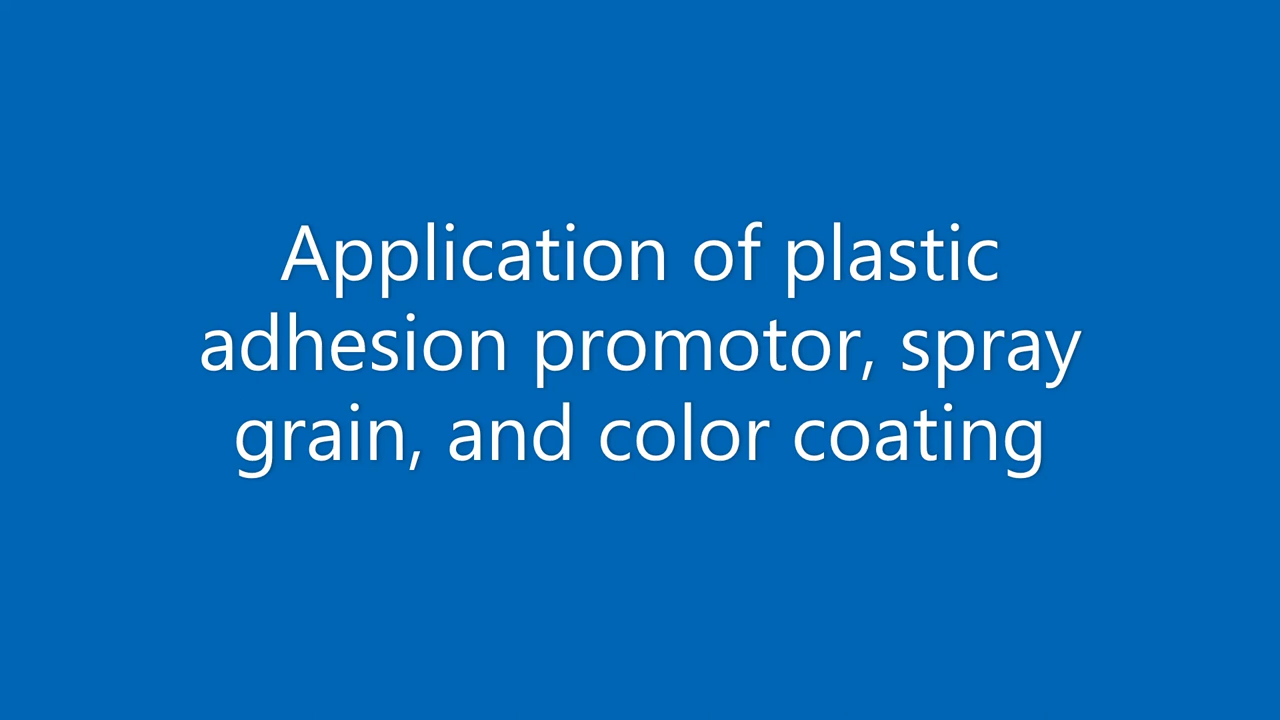 Application of plastic
adhesion promotor, spray
grain, and color coating